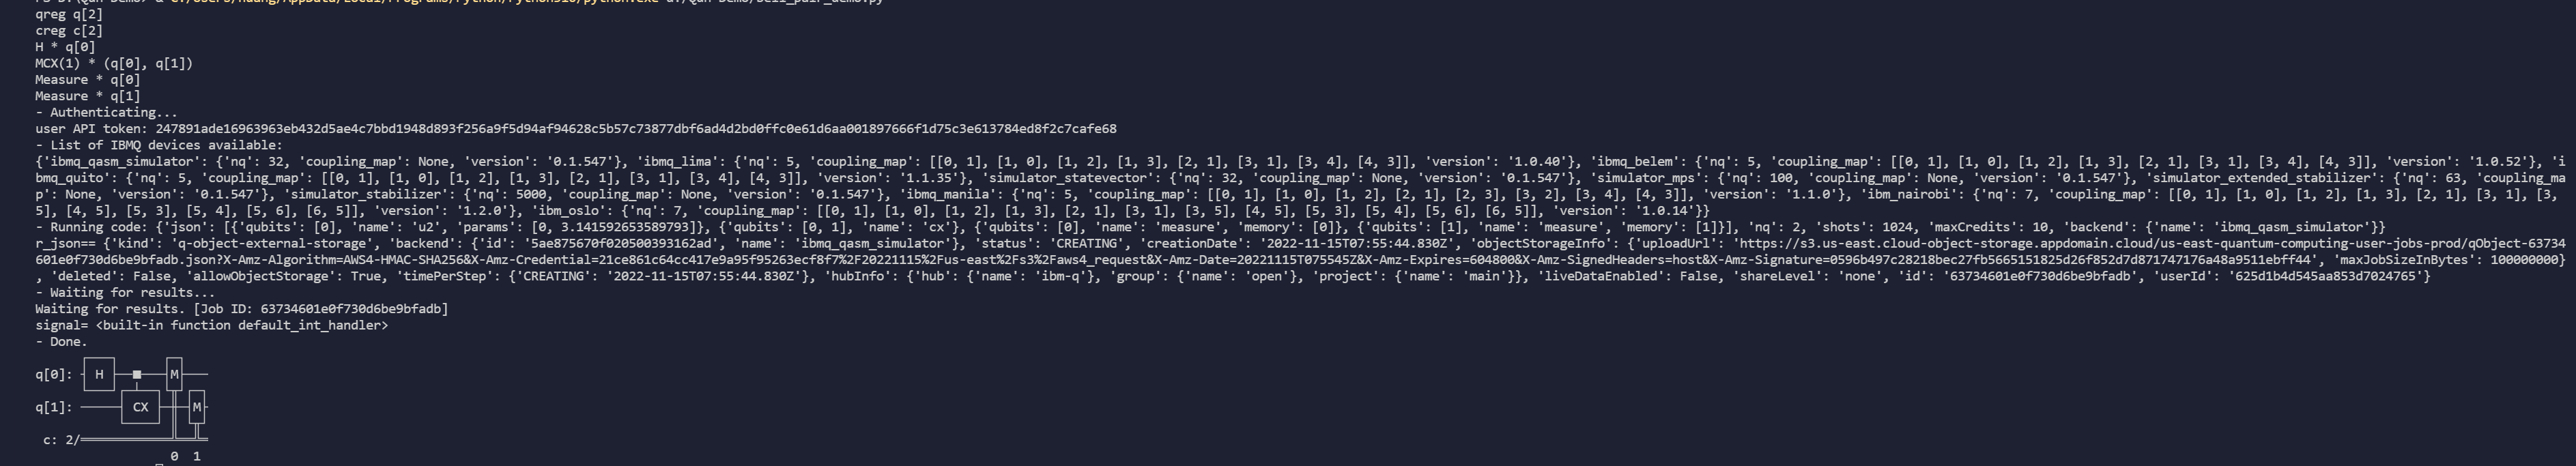 qreg q[2]
creg c[2]
H * q[0]
MCX(1) * (q[0], q[1])
Measure * q[0]
Measure * q[1]
- Authenticating...
user API token: 247891ade16963963eb432d5ae4c7bbd1948d893f256a9f5d94af94628c5b57c73877dbf6ad4d2bd0ffc0e61d6aa001897666f1d75c3e613784ed8f2c7cafe68
- List of IBMQ devices available:
{'ibmq_qasm_simulator': {'nq': 32, 'coupling_map': None, 'version': '0.1.547'}, 'ibmq_lima': {'nq': 5, 'coupling_map': [[0, 1], [1, 0], [1, 2], [1, 3], [2, 1], [3, 1], [3, 4], [4, 3]], 'version': '1.0.40'}, 'ibmq_belem': {'nq': 5, 'coupling_map': [[0, 1], [1, 0], [1, 2], [1, 3], [2, 1], [3, 1], [3, 4], [4, 3]], 'version': '1.0.52'}, 'i
bmq_quito': {'nq': 5, 'coupling_map': [[0, 1], [1, 0], [1, 2], [1, 3], [2, 1], [3, 1], [3, 4], [4, 3]], 'version': '1.1.35'}, 'simulator_statevector': {'nq': 32, 'coupling_map': None, 'version': '0.1.547'}, 'simulator_mps': {'nq': 100, 'coupling_map': None, 'version': '0.1.547'}, 'simulator_extended_stabilizer': {'nq': 63, 'coupling_ma
p': None, 'version': '0.1.547'}, 'simulator_stabilizer': {'nq': 5000, 'coupling_map': None, 'version': '0.1.547'}, 'ibmq_manila': {'nq': 5, 'coupling_map': [[0, 1], [1, 0], [1, 2], [2, 1], [2, 3], [3, 2], [3, 4], [4, 3]], 'version': '1.1.0'}, 'ibm_nairobi': {'nq': 7, 'coupling_map': [[0, 1], [1, 0], [1, 2], [1, 3], [2, 1], [3, 1], [3,
5], [4, 5], [5, 3], [5, 4], [5, 6], [6, 5]], 'version': '1.2.0'}, 'ibm_oslo': {'nq': 7, 'coupling_map': [[0, 1], [1, 0], [1, 2], [1, 3], [2, 1], [3, 1], [3, 5], [4, 5], [5, 3], [5, 4], [5, 6], [6, 5]], 'version': '1.0.14'}}
- Running code: {'json': [{'qubits': [0], 'name': 'u2', 'params': [0, 3.141592653589793]}, {'qubits': [0, 1], 'name': 'cx'}, {'qubits': [0], 'name': 'measure', 'memory': [0]}, {'qubits': [1], 'name': 'measure', 'memory': [1]}], 'nq': 2, 'shots': 1024, 'maxCredits': 10, 'backend': {'name': 'ibmq_qasm_simulator'}}
r_json== {'kind': 'q-object-external-storage', 'backend': {'id': '5ae875670f020500393162ad', 'name': 'ibmq_qasm_simulator'}, 'status': 'CREATING', 'creationDate': '2022-11-15T07:55:44.830Z', 'objectStorageInfo': {'uploadUrl': 'https://s3.us-east.cloud-object-storage.appdomain.cloud/us-east-quantum-computing-user-jobs-prod/qObject-63734
601e0f730d6be9bfadb.json?X-Amz-Algorithm=AWS4-HMAC-SHA256&X-Amz-Credential=21ce861c64cc417e9a95f95263ecf8f7%2F20221115%2Fus-east%2Fs3%2Faws4_request&X-Amz-Date=20221115T075545Z&X-Amz-Expires=604800&X-Amz-SignedHeaders=host&X-Amz-Signature=0596b497c28218bec27fb5665151825d26f852d7d871747176a48a9511ebff44', 'maxJobSizeInBytes': 100000000}
, 'deleted': False, 'allowObjectStorage': True, 'timePerStep': {'CREATING': '2022-11-15T07:55:44.830Z'}, 'hubInfo': {'hub': {'name': 'ibm-q'}, 'group': {'name': 'open'}, 'project': {'name': 'main'}}, 'liveDataEnabled': False, 'shareLevel': 'none', 'id': '63734601e0f730d6be9bfadb', 'userId': '625d1b4d545aa853d7024765'}
- Waiting for results...
Waiting for results. [Job ID: 63734601e0f730d6be9bfadb]
signal= <built-in function default_int_handler>
- Done.
q[0]: H M
q[1]: CX M
c: 2/
0 1